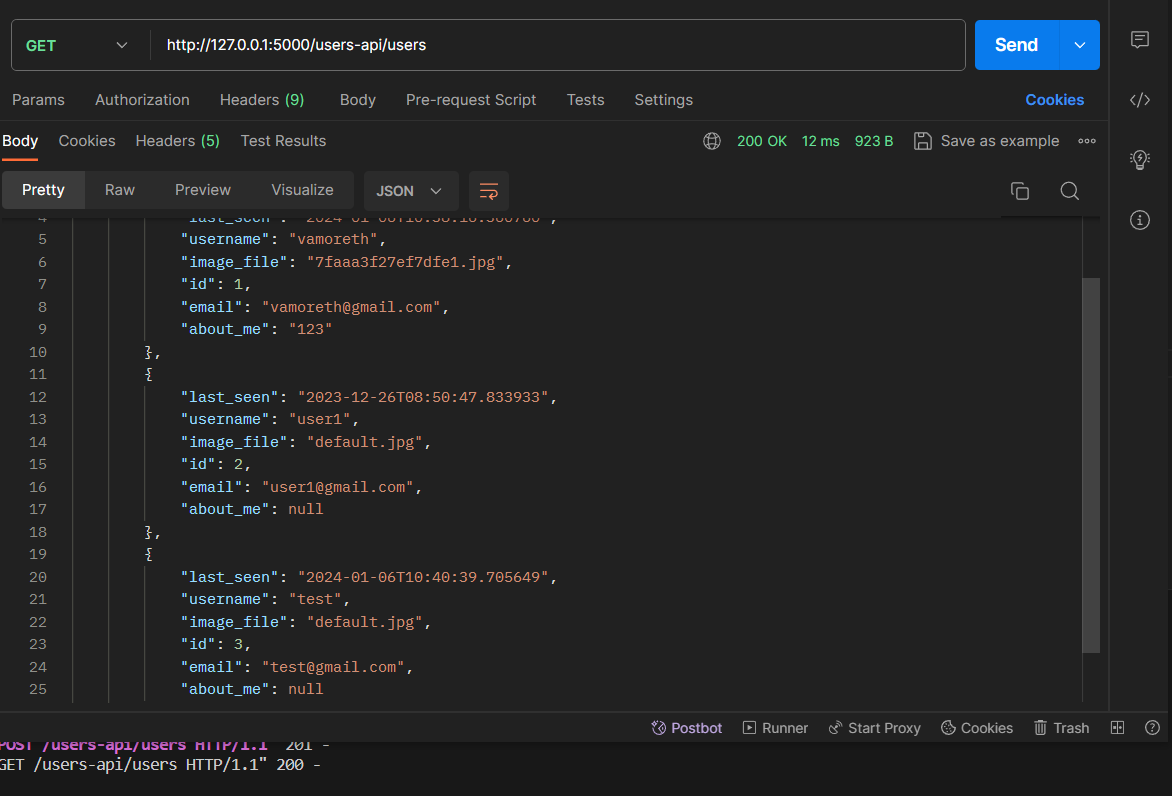 GET http://127.0.0.1:5000/users-api/users Send
Params Authorization Headers (9) Body Pre-request Script Tests Settings Cookies
Body Cookies Headers (5) Test Results 200 OK 12 ms 923 B Save as example
Pretty Raw Preview Visualize JSON
4 "last_seen":
5 "username": "vamoreth",
6 "image_file": "7faaa3f27ef7dfe1.jpg",
7 "id": 1,
8 "email": "vamoreth@gmail.com",
9 "about_me": "123"
10 },
11 {
12 "last_seen": "2023-12-26T08:50:47.833933",
13 "username": "user1",
14 "image_file": "default.jpg",
15 "id": 2,
16 "email": "user1@gmail.com",
17 "about_me": null
18 },
19 {
20 "last_seen": "2024-01-06T10:40:39.705649",
21 "username": "test",
22 "image_file": "default.jpg",
23 "id": 3,
24 "email": "test@gmail.com",
25 "about_me": null
Postbot Runner Start Proxy Cookies Trash
POST /users-api/users HTTP/1.1" 201 -
GET /users-api/users HTTP/1.1" 200 -